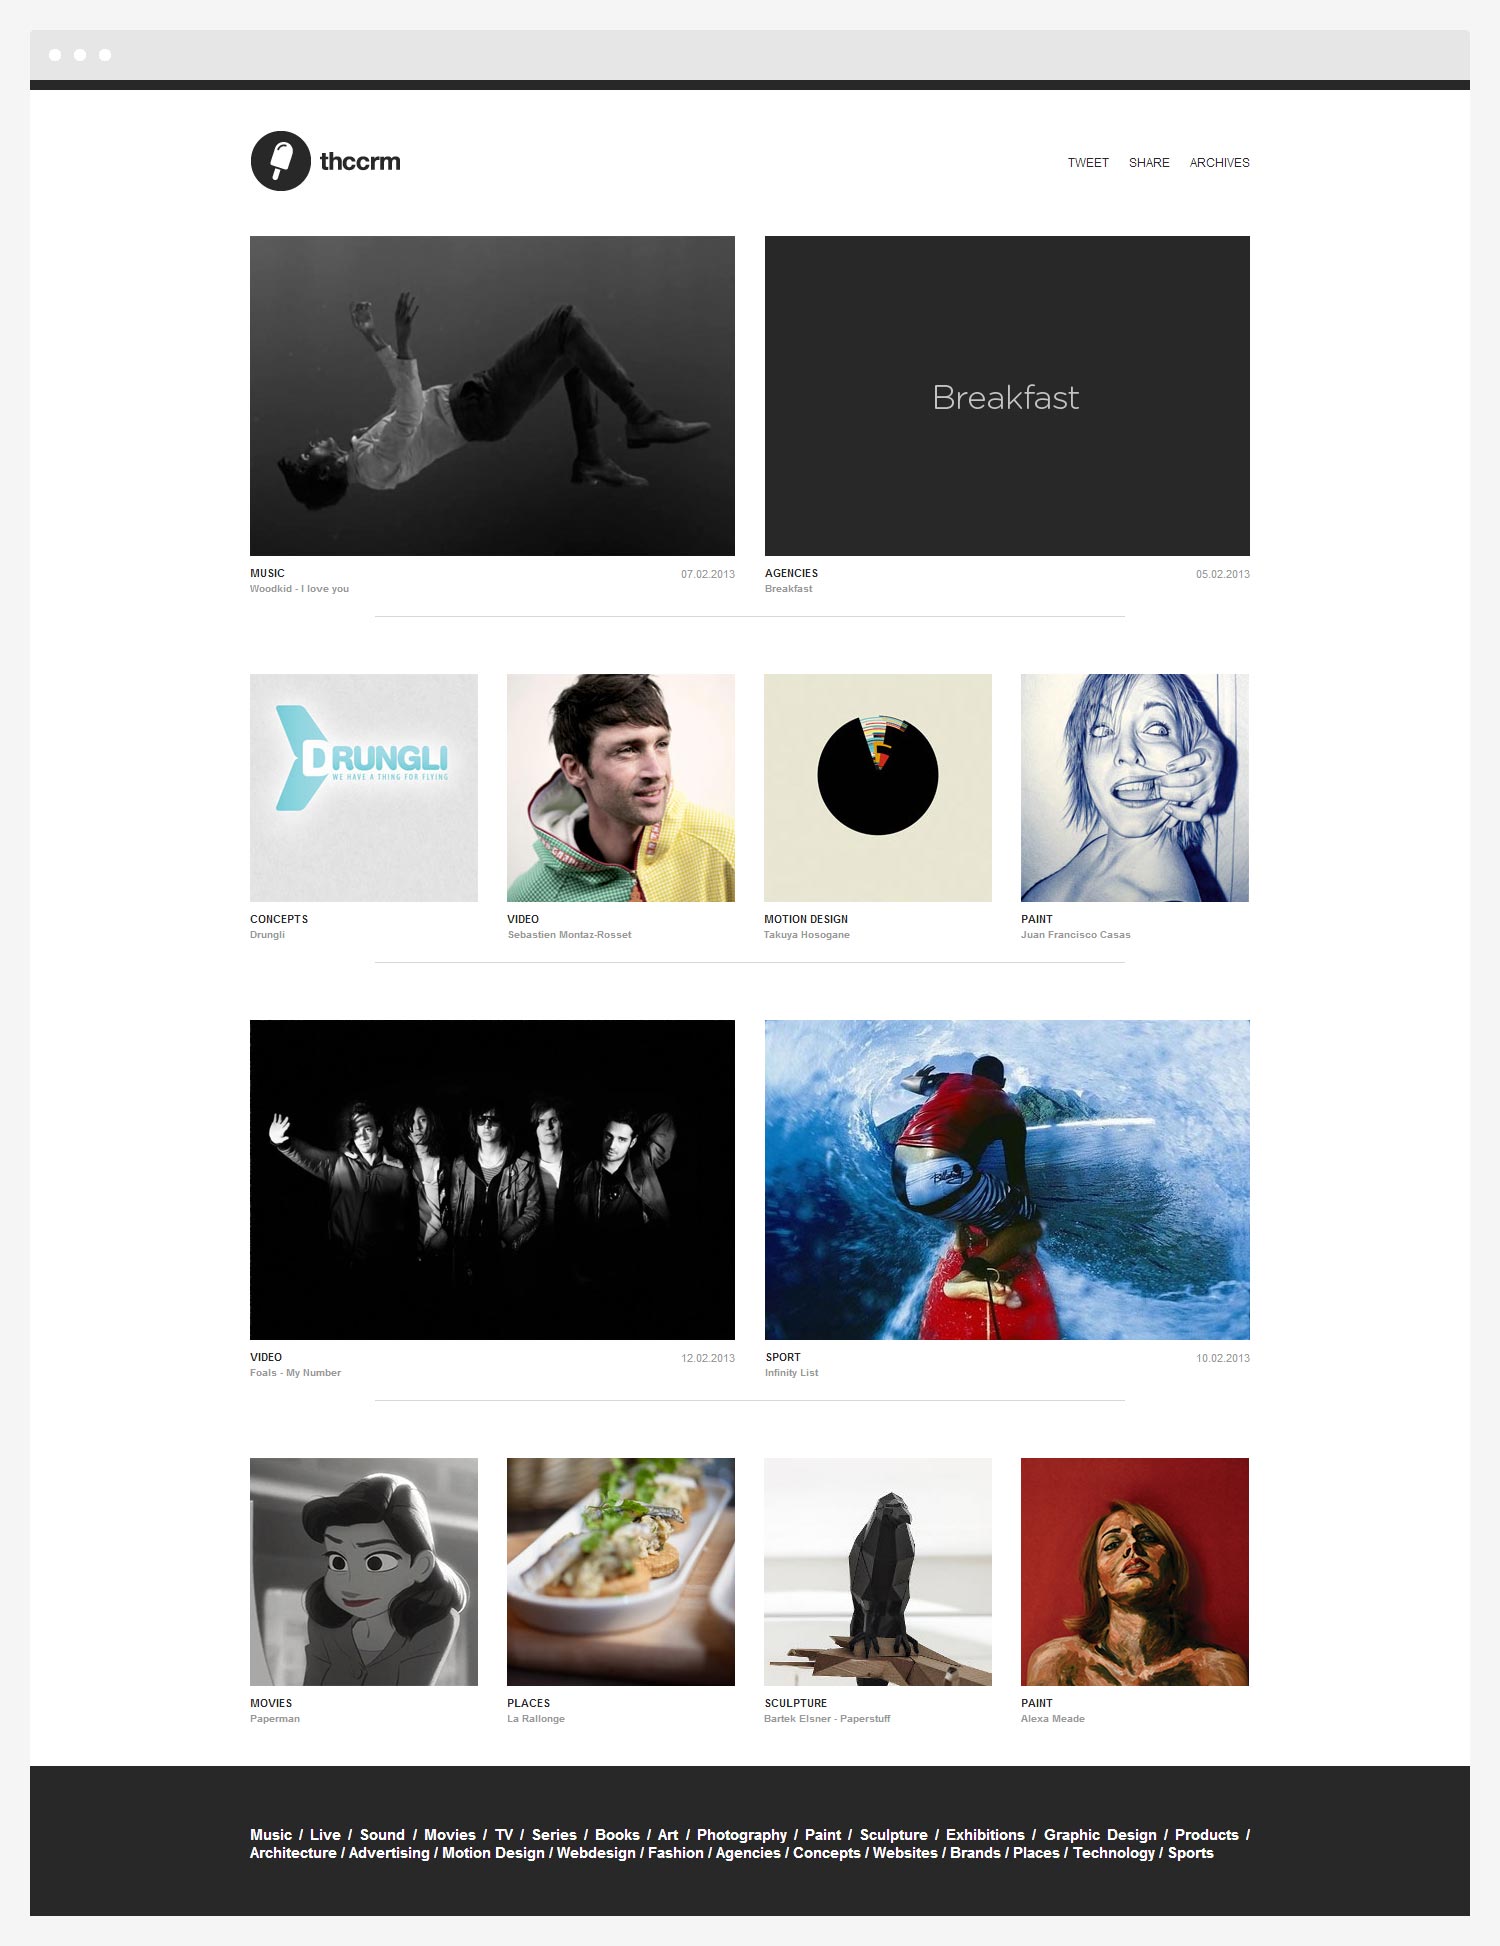 thccrm
TWEET SHARE ARCHIVES
Breakfast
MUSIC 07.02.2013
Woodkid - I love you
AGENCIES 05.02.2013
Breakfast
DRUNGLI
WE HAVE A THING FOR FLYING
CONCEPTS
Drungli
VIDEO
Sebastien Montaz-Rosset
MOTION DESIGN
Takuya Hosogane
PAINT
Juan Francisco Casas
Billabong
VIDEO 12.02.2013
Foals - My Number
SPORT 10.02.2013
Infinity List
MOVIES
Paperman
PLACES
La Rallonge
SCULPTURE
Bartek Elsner - Paperstuff
PAINT
Alexa Meade
Music / Live / Sound / Movies / TV / Series / Books / Art / Photography / Paint / Sculpture / Exhibitions / Graphic Design / Products /
Architecture / Advertising / Motion Design / Webdesign / Fashion / Agencies / Concepts / Websites / Brands / Places / Technology / Sports